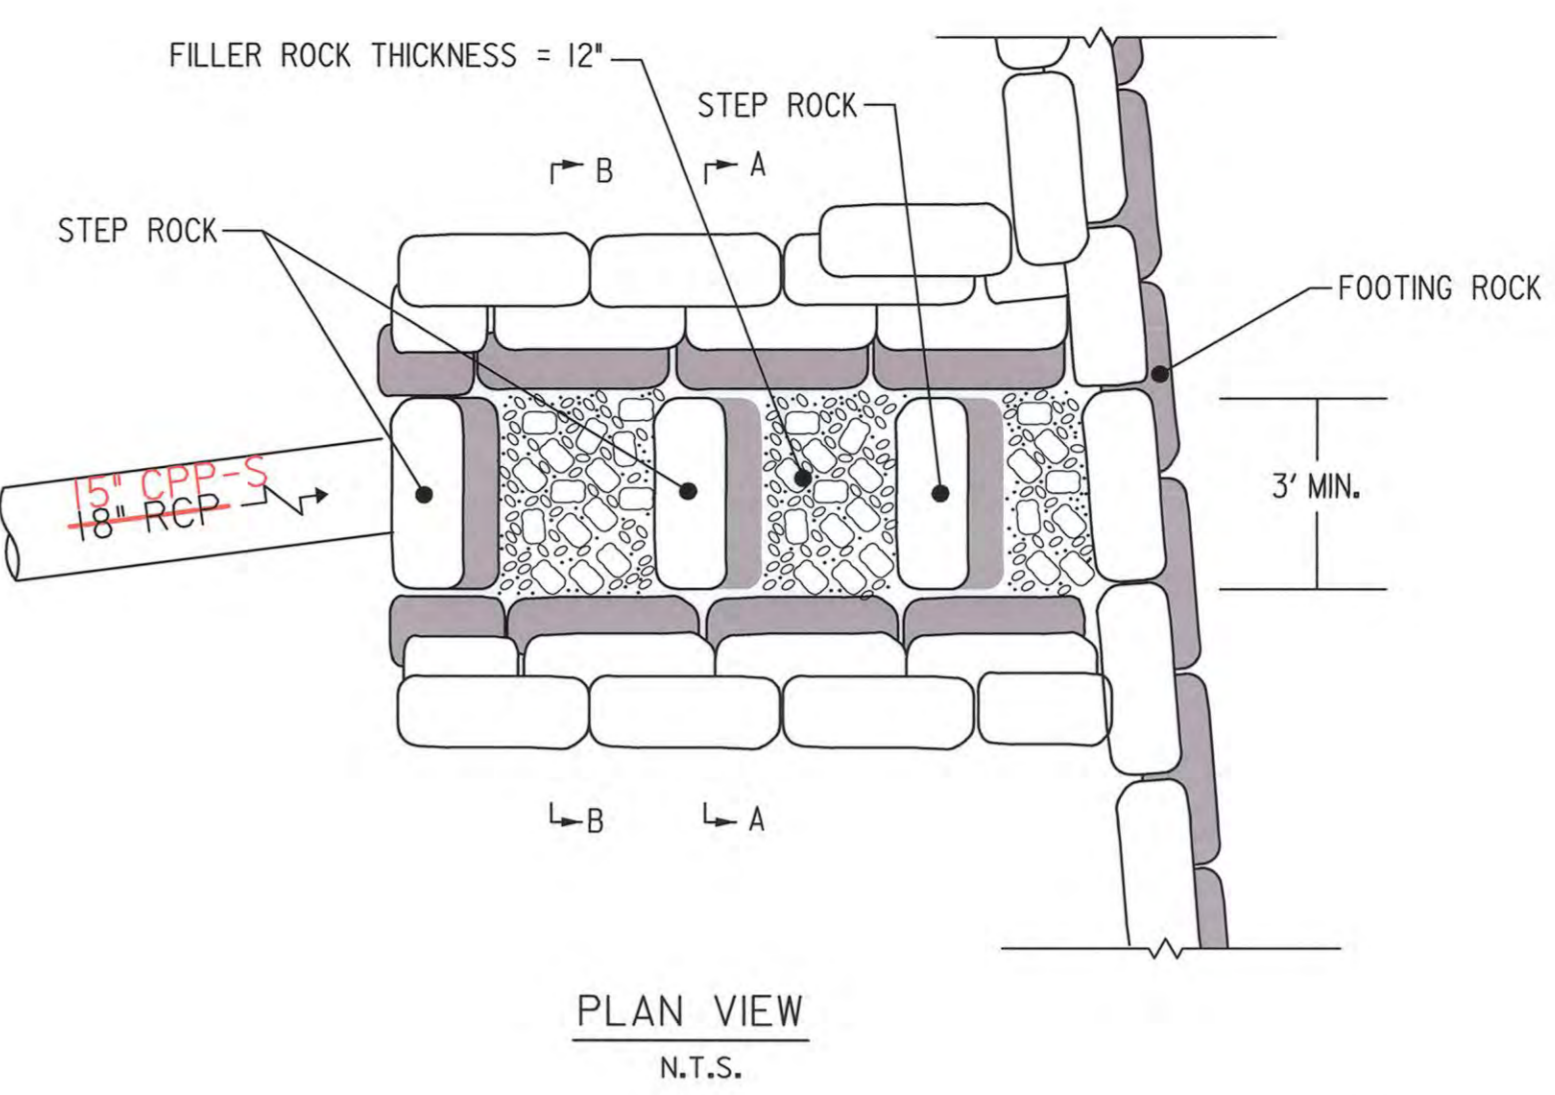 FILLER ROCK THICKNESS = 12"
STEP ROCK
B
A
STEP ROCK
FOOTING ROCK
15" CPP-S
18" RCP
3' MIN.
B
A
PLAN VIEW
N.T.S.